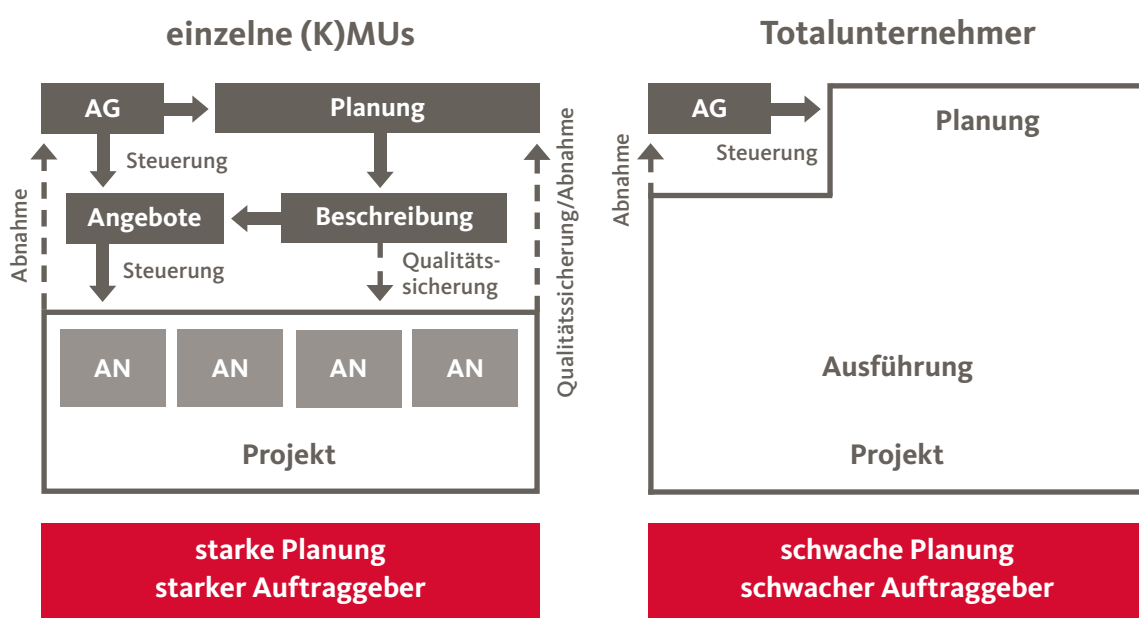 einzelne (K)MUs
AG
Planung
Steuerung
Angebote
Beschreibung
Steuerung
Qualitäts-
sicherung
Abnahme
Qualitätssicherung/Abnahme
AN
AN
AN
AN
Projekt
starke Planung
starker Auftraggeber
Totalunternehmer
AG
Planung
Steuerung
Abnahme
Ausführung
Projekt
schwache Planung
schwacher Auftraggeber